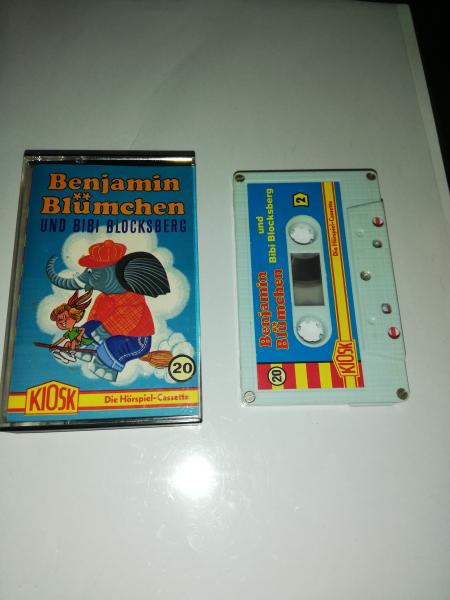 Benjamin
Blümchen
UND BIBI BLOCKSBERG
20
KIOSK
Die Hörspiel-Cassette
Benjamin
Blümchen
und
Bibi Blocksberg
2
20
KIOSK
Die Hörspiel-Cassette